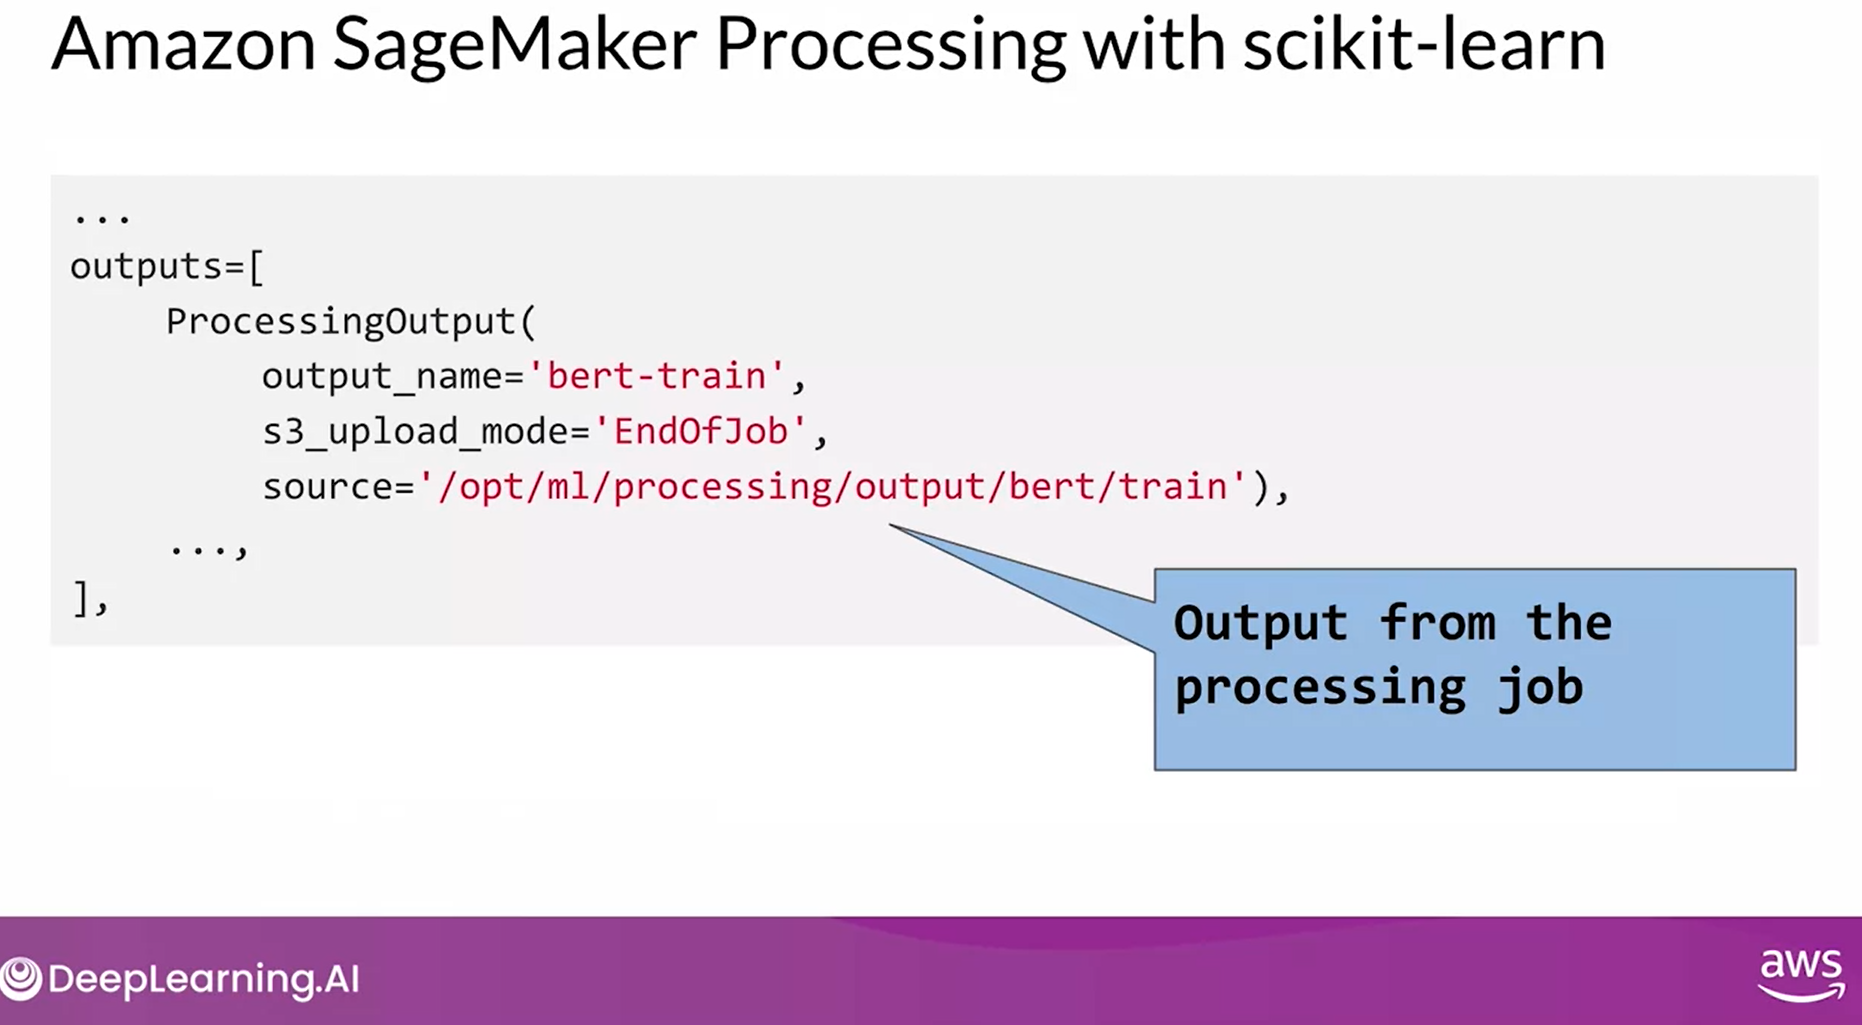 Amazon SageMaker Processing with scikit-learn
...
outputs=[
ProcessingOutput(
output_name='bert-train',
s3_upload_mode='EndOfJob',
source='/opt/ml/processing/output/bert/train'),
...,
],
Output from the
processing job
DeepLearning.AI
aws